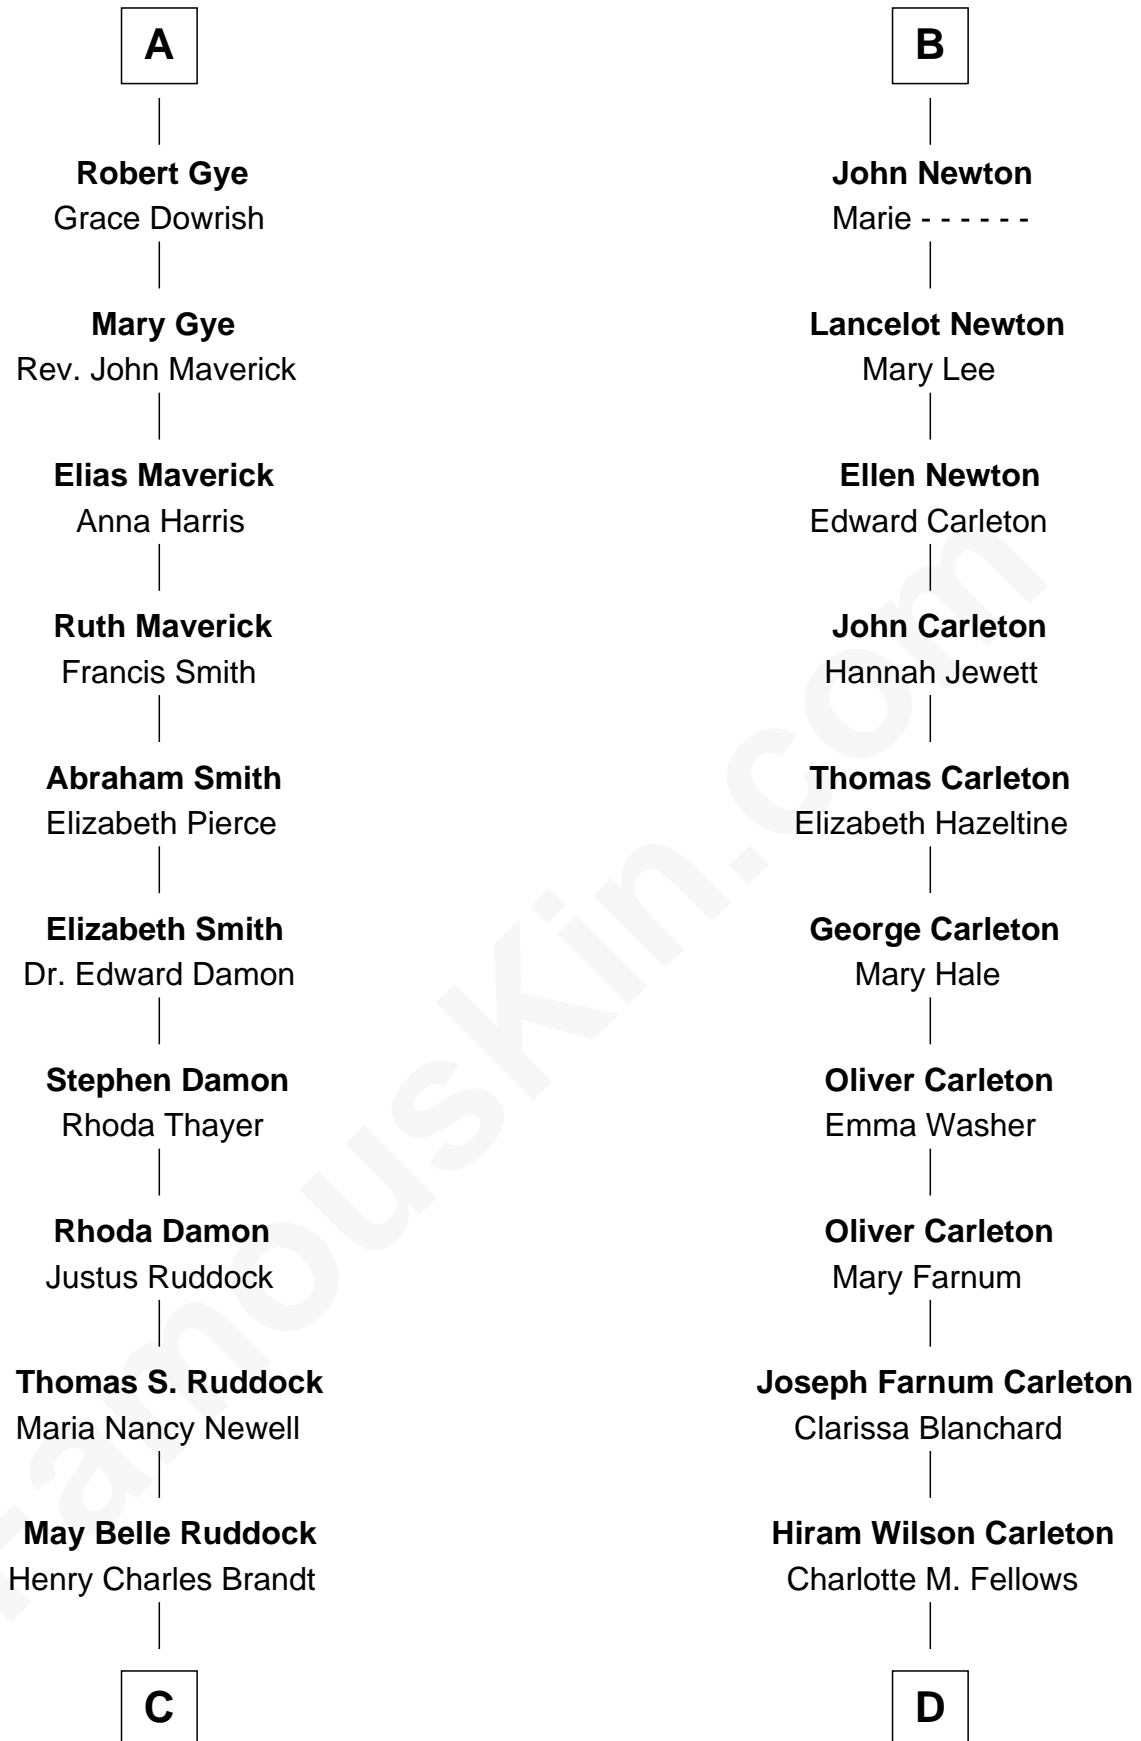 A
Robert Gye
Grace Dowrish
Mary Gye
Rev. John Maverick
Elias Maverick
Anna Harris
Ruth Maverick
Francis Smith
Abraham Smith
Elizabeth Pierce
Elizabeth Smith
Dr. Edward Damon
Stephen Damon
Rhoda Thayer
Rhoda Damon
Justus Ruddock
Thomas S. Ruddock
Maria Nancy Newell
May Belle Ruddock
Henry Charles Brandt
C
B
John Newton
Marie - - - - - -
Lancelot Newton
Mary Lee
Ellen Newton
Edward Carleton
John Carleton
Hannah Jewett
Thomas Carleton
Elizabeth Hazeltine
George Carleton
Mary Hale
Oliver Carleton
Emma Washer
Oliver Carleton
Mary Farnum
Joseph Farnum Carleton
Clarissa Blanchard
Hiram Wilson Carleton
Charlotte M. Fellows
D
FamousKin.com